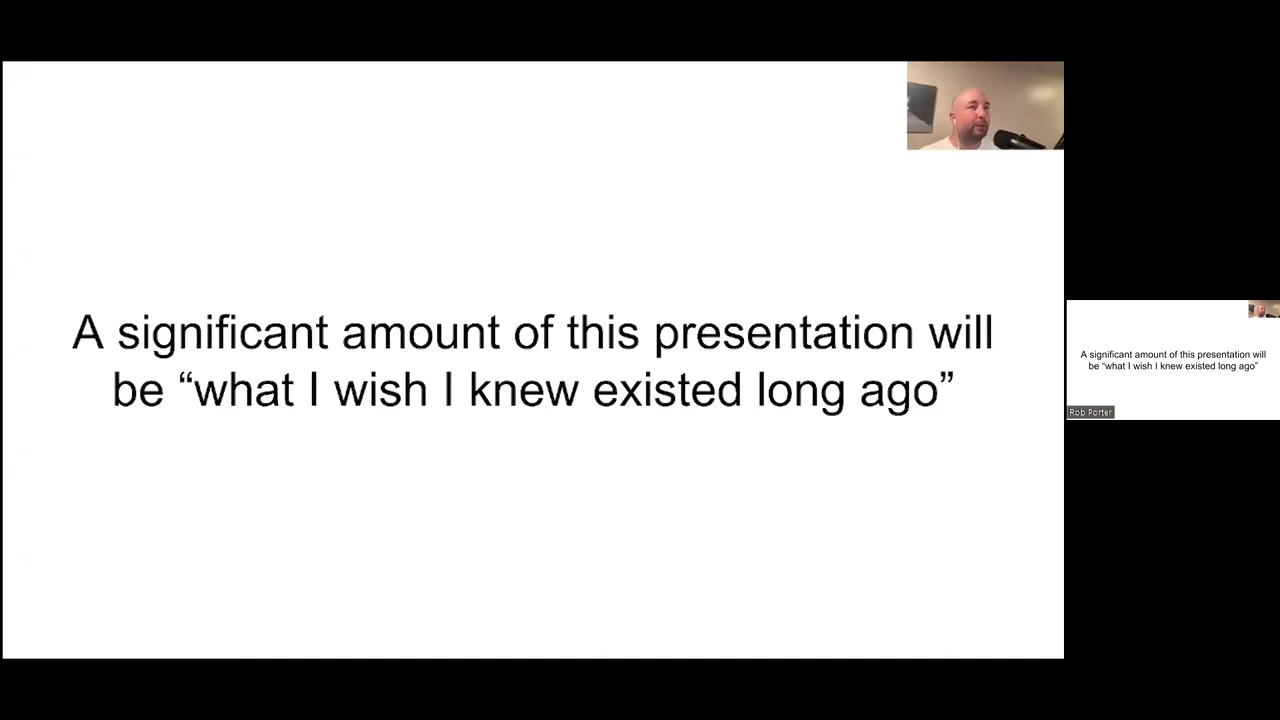 A significant amount of this presentation will
be “what I wish I knew existed long ago”
A significant amount of this presentation will
be “what I wish I knew existed long ago”
Rob Porter